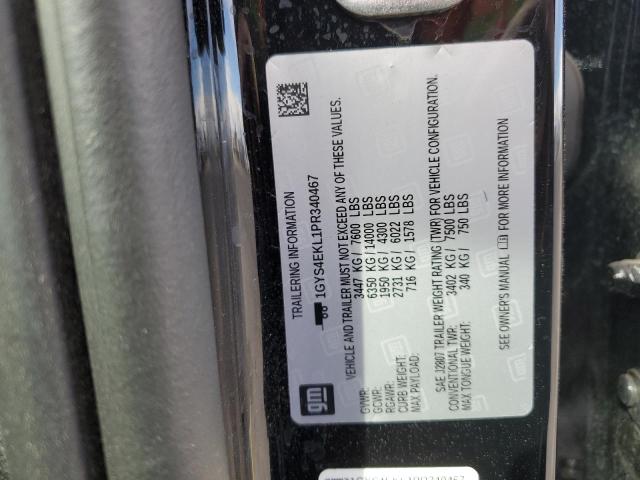 TRAILERING INFORMATION
1GYS4EKL1PR340467
VEHICLE AND TRAILER MUST NOT EXCEED ANY OF THESE VALUES.
GVWR: 3447 KG / 7600 LBS
GCWR: 6350 KG / 14000 LBS
RGAWR: 1950 KG / 4300 LBS
CURB WEIGHT: 2731 KG / 6022 LBS
MAX PAYLOAD: 716 KG / 1578 LBS
SAE J2807 TRAILER WEIGHT RATING (TWR) FOR VEHICLE CONFIGURATION.
CONVENTIONAL TWR: 3402 KG / 7500 LBS
MAX TONGUE WEIGHT: 340 KG / 750 LBS
SEE OWNER'S MANUAL FOR MORE INFORMATION
gm
1GYS4EKL1PR340467